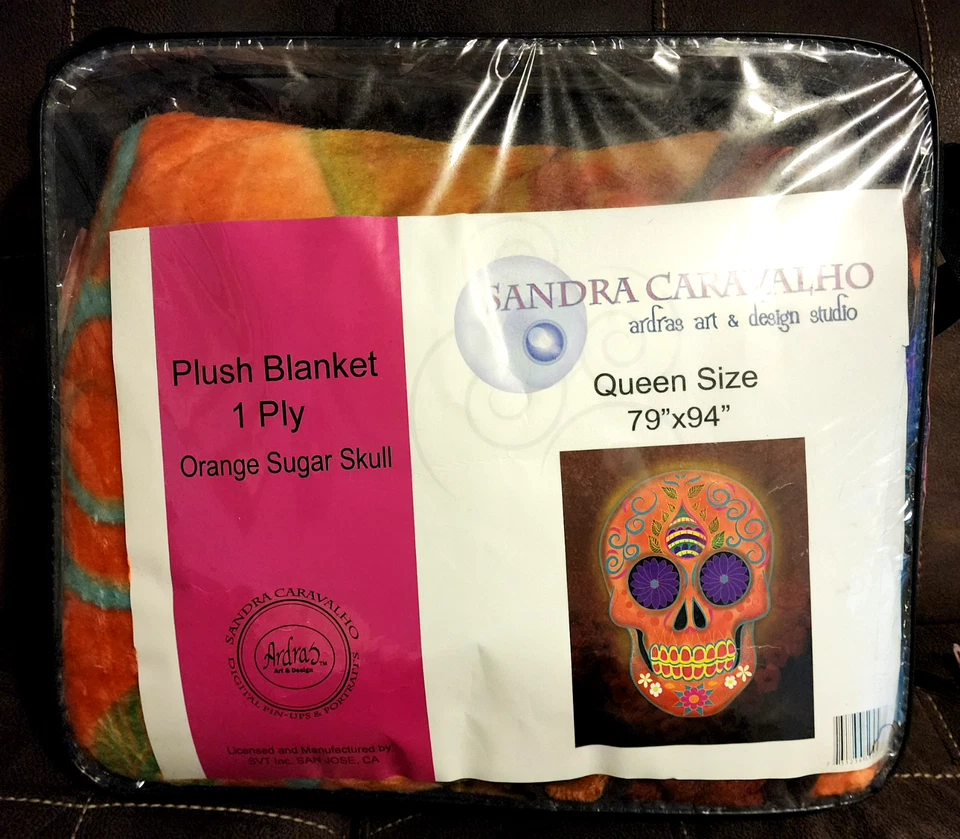 SANDRA CARAVALHO
ardras art & design studio
Queen Size
79”x94”
Plush Blanket
1 Ply
Orange Sugar Skull
SANDRA CARAVALHO
Ardras TM
Art & Design
DIGITAL PIN-UPS & PORTRAITS
Licensed and Manufactured by:
SVT Inc. SAN JOSE, CA